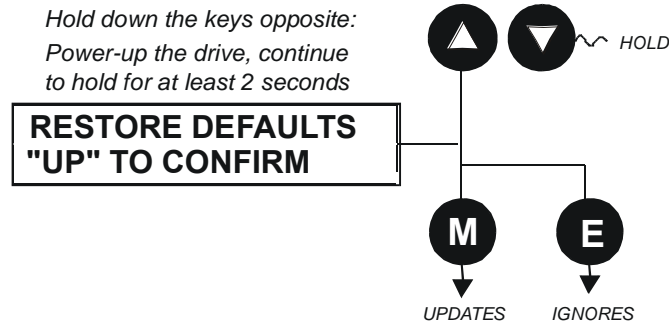 Hold down the keys opposite:
Power-up the drive, continue
to hold for at least 2 seconds
HOLD
RESTORE DEFAULTS
"UP" TO CONFIRM
M E
UPDATES IGNORES